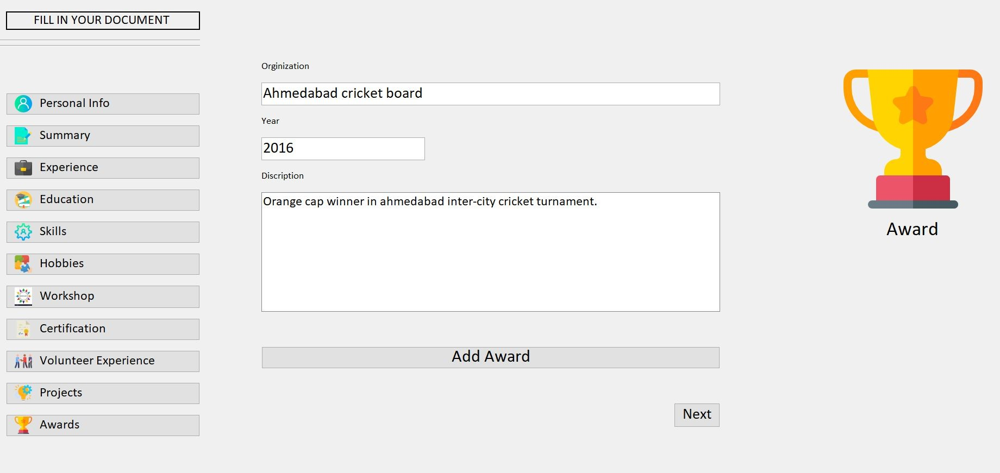 FILL IN YOUR DOCUMENT
Personal Info
Summary
Experience
Education
Skills
Hobbies
Workshop
Certification
Volunteer Experience
Projects
Awards
Orginization
Ahmedabad cricket board
Year
2016
Discription
Orange cap winner in ahmedabad inter-city cricket turnament.
Add Award
Next
Award